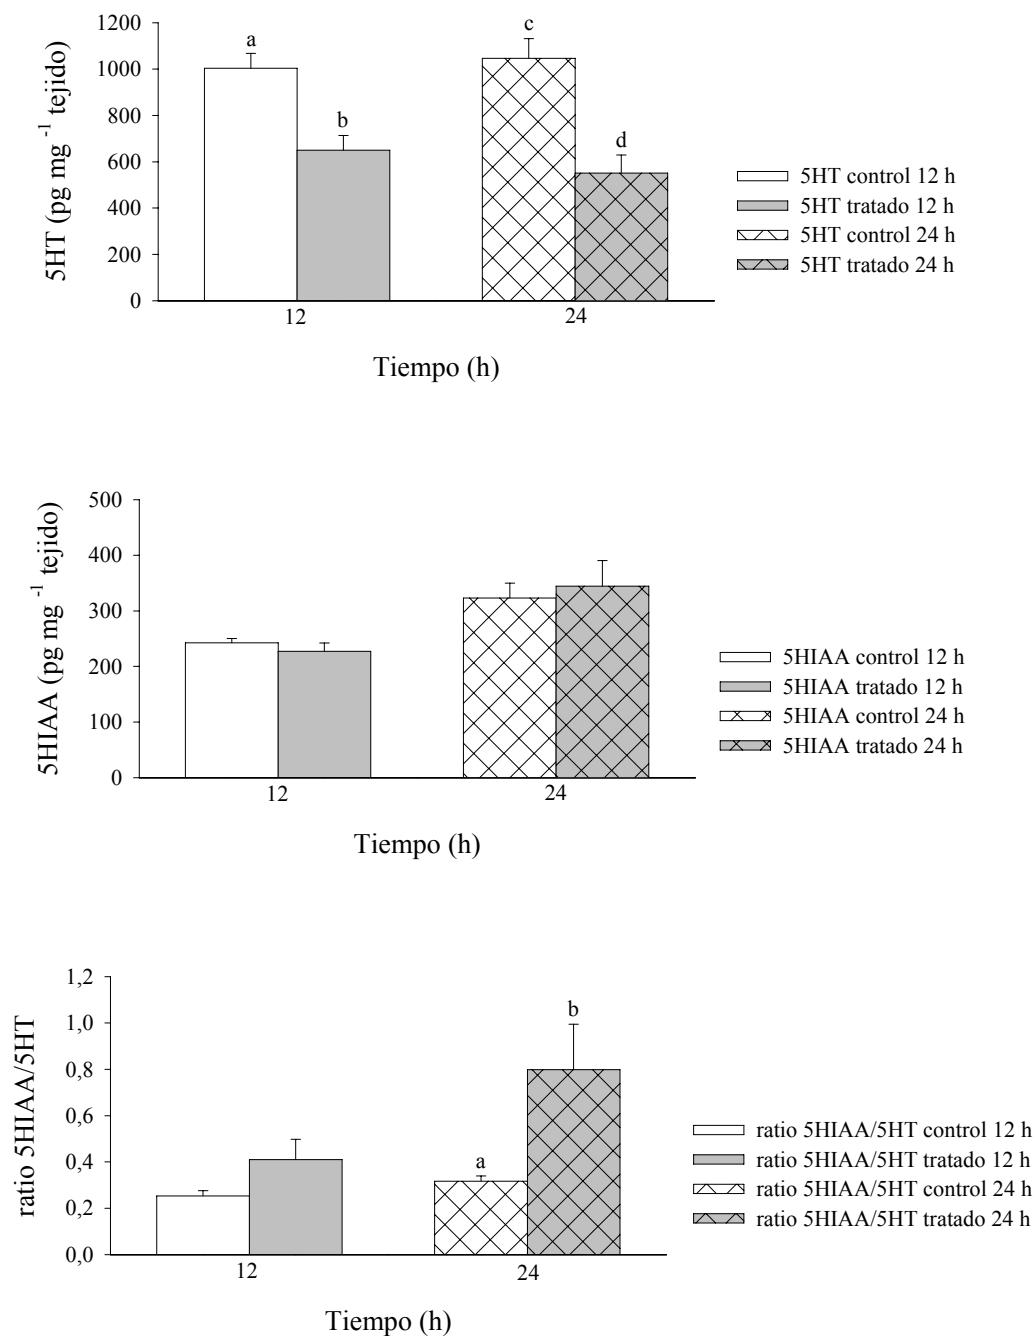 1200
1000
800
600
400
200
0
5HT (pg mg -1 tejido)
a
b
c
d
12
24
Tiempo (h)
5HT control 12 h
5HT tratado 12 h
5HT control 24 h
5HT tratado 24 h
500
400
300
200
100
0
5HIAA (pg mg -1 tejido)
12
24
Tiempo (h)
5HIAA control 12 h
5HIAA tratado 12 h
5HIAA control 24 h
5HIAA tratado 24 h
1,2
1,0
0,8
0,6
0,4
0,2
0,0
ratio 5HIAA/5HT
a
b
12
24
Tiempo (h)
ratio 5HIAA/5HT control 12 h
ratio 5HIAA/5HT tratado 12 h
ratio 5HIAA/5HT control 24 h
ratio 5HIAA/5HT tratado 24 h